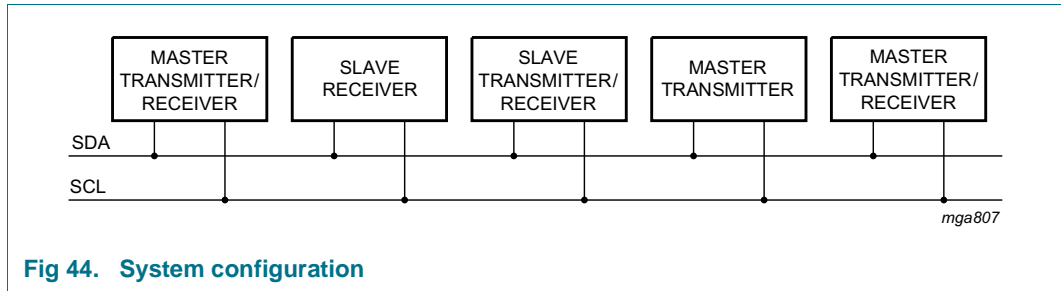 MASTER
TRANSMITTER/
RECEIVER
SLAVE
RECEIVER
SLAVE
TRANSMITTER/
RECEIVER
MASTER
TRANSMITTER
MASTER
TRANSMITTER/
RECEIVER
SDA
SCL
mga807
Fig 44. System configuration